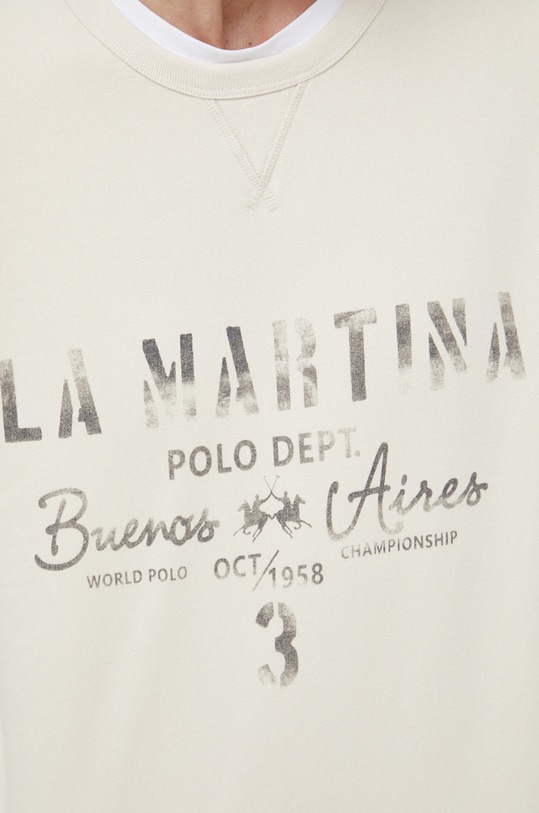 LA MARTINA
POLO DEPT.
Buenos Aires
WORLD POLO OCT/1958 CHAMPIONSHIP
3